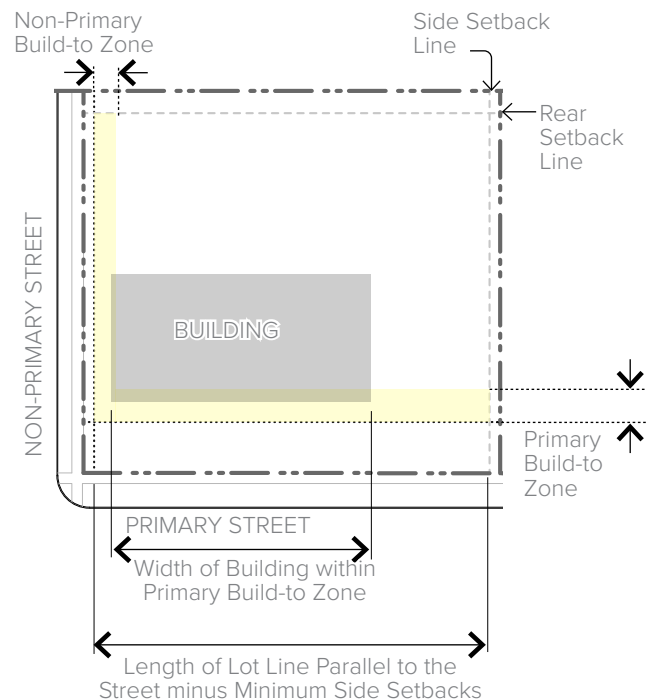 Non-Primary
Build-to Zone
Side Setback
Line
Rear
Setback
Line
NON-PRIMARY STREET
BUILDING
Primary
Build-to
Zone
PRIMARY STREET
Width of Building within
Primary Build-to Zone
Length of Lot Line Parallel to the
Street minus Minimum Side Setbacks